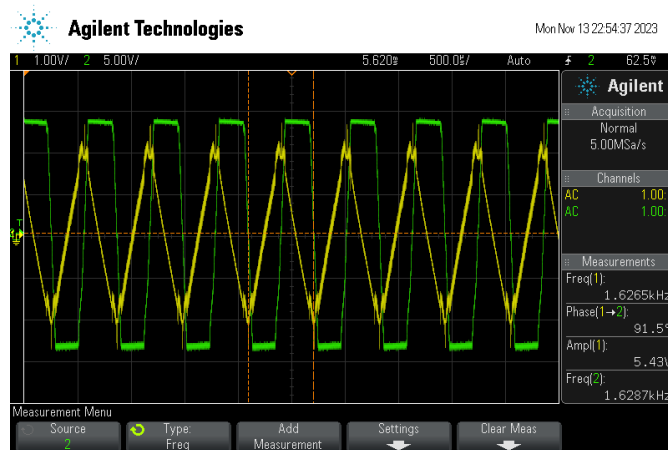 Agilent Technologies
Mon Nov 13 22:54:37 2023
1 1.00V/ 2 5.00V/ 5.620s 500.0s/ Auto 2 62.5V
Agilent
Acquisition
Normal
5.00MSa/s
Channels
AC 1.00:
AC 1.00:
Measurements
Freq(1):
1.6265kHz
Phase(1→2):
91.5°
Ampl(1):
5.43V
Freq(2):
1.6287kHz
Measurement Menu
Source
2
Type:
Freq
Add
Measurement
Settings
Clear Meas